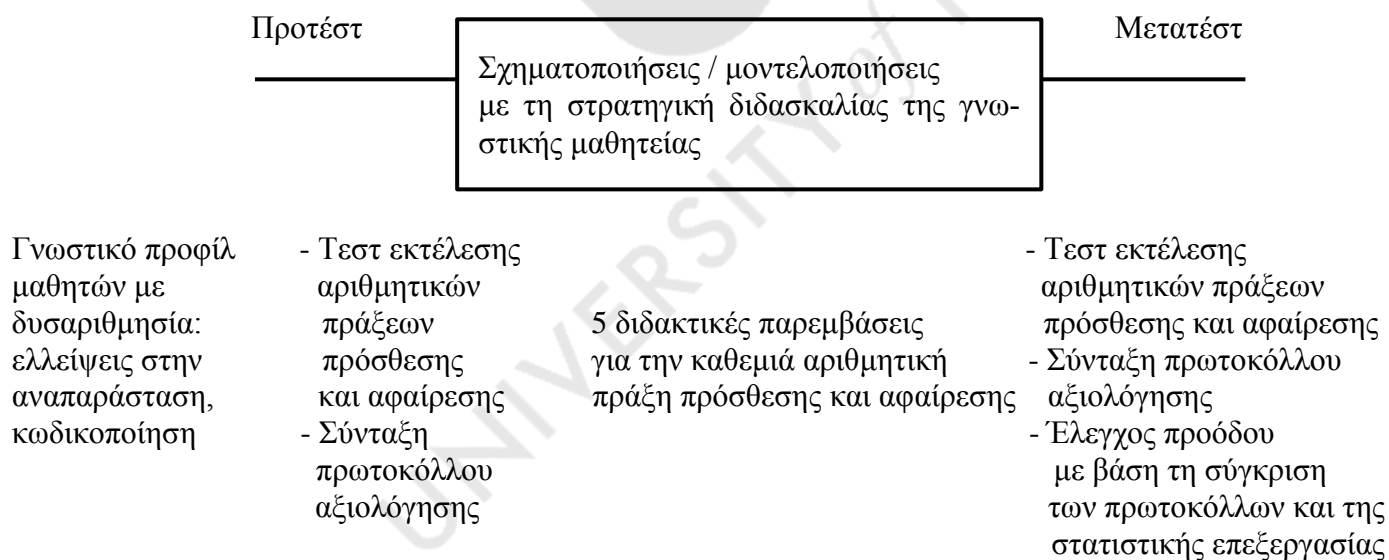 Προτέστ
Μετατέστ
Σχηματοποιήσεις / μοντελοποιήσεις
με τη στρατηγική διδασκαλίας της γνω-
στικής μαθητείας
Γνωστικό προφίλ
μαθητών με
δυσαριθμησία:
ελλείψεις στην
αναπαράσταση,
κωδικοποίηση
- Τεστ εκτέλεσης
αριθμητικών
πράξεων
πρόσθεσης
και αφαίρεσης
- Σύνταξη
πρωτοκόλλου
αξιολόγησης
5 διδακτικές παρεμβάσεις
για την καθεμιά αριθμητική
πράξη πρόσθεσης και αφαίρεσης
- Τεστ εκτέλεσης
αριθμητικών πράξεων
πρόσθεσης και αφαίρεσης
- Σύνταξη πρωτοκόλλου
αξιολόγησης
- Έλεγχος προόδου
με βάση τη σύγκριση
των πρωτοκόλλων και της
στατιστικής επεξεργασίας
UNIVERSITY of